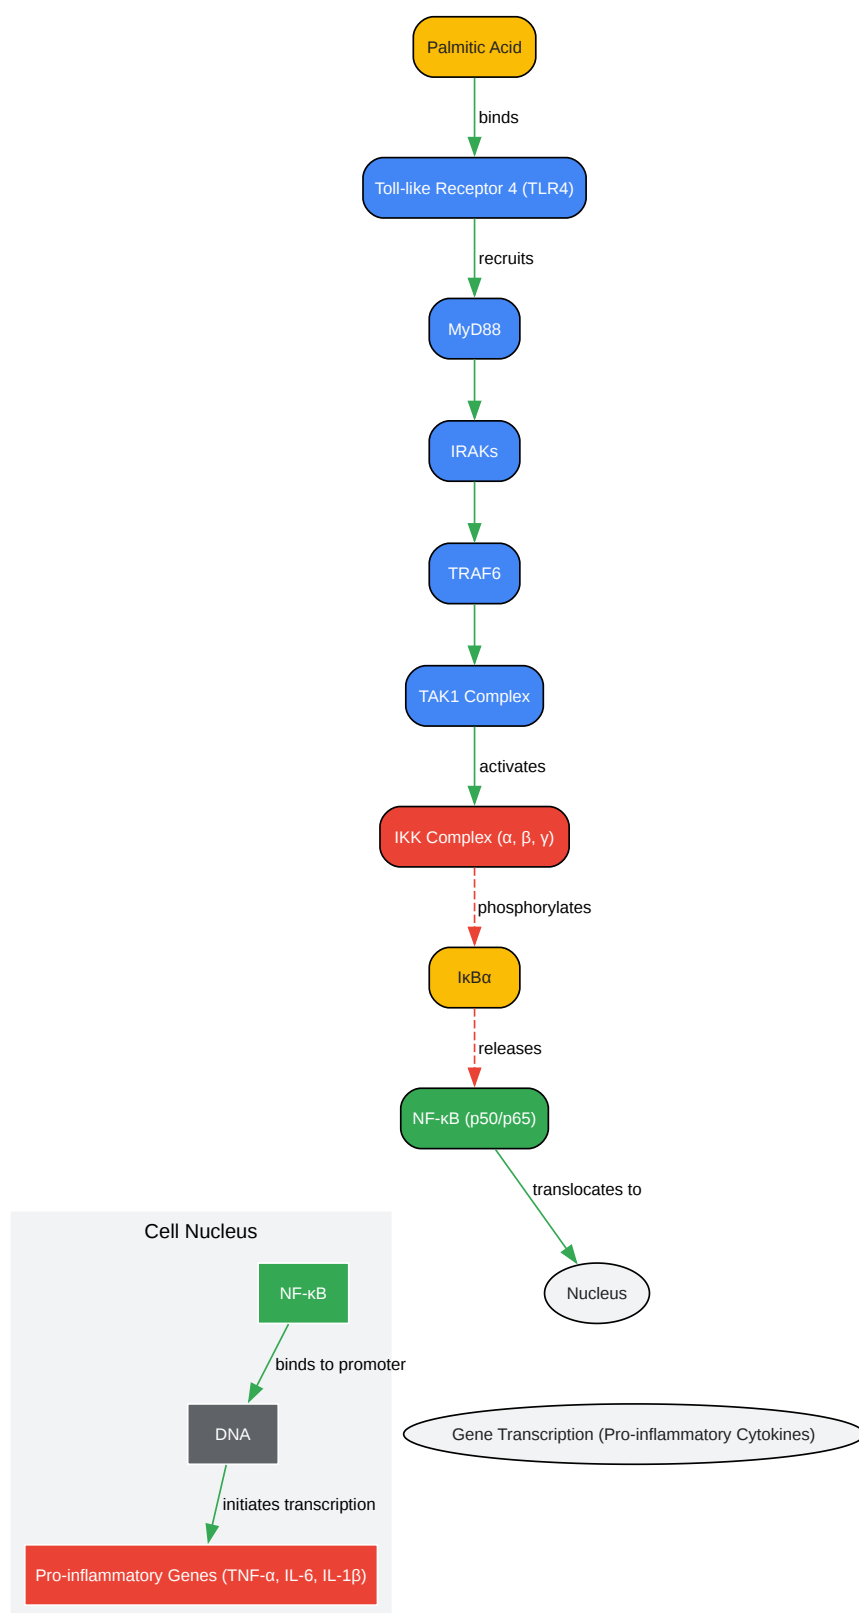 Palmitic Acid
binds
Toll-like Receptor 4 (TLR4)
recruits
MyD88
IRAKs
TRAF6
TAK1 Complex
activates
IKK Complex (α, β, γ)
phosphorylates
IκBα
releases
NF-κB (p50/p65)
translocates to
Nucleus
Cell Nucleus
NF-κB
binds to promoter
DNA
Gene Transcription (Pro-inflammatory Cytokines)
initiates transcription
Pro-inflammatory Genes (TNF-α, IL-6, IL-1β)